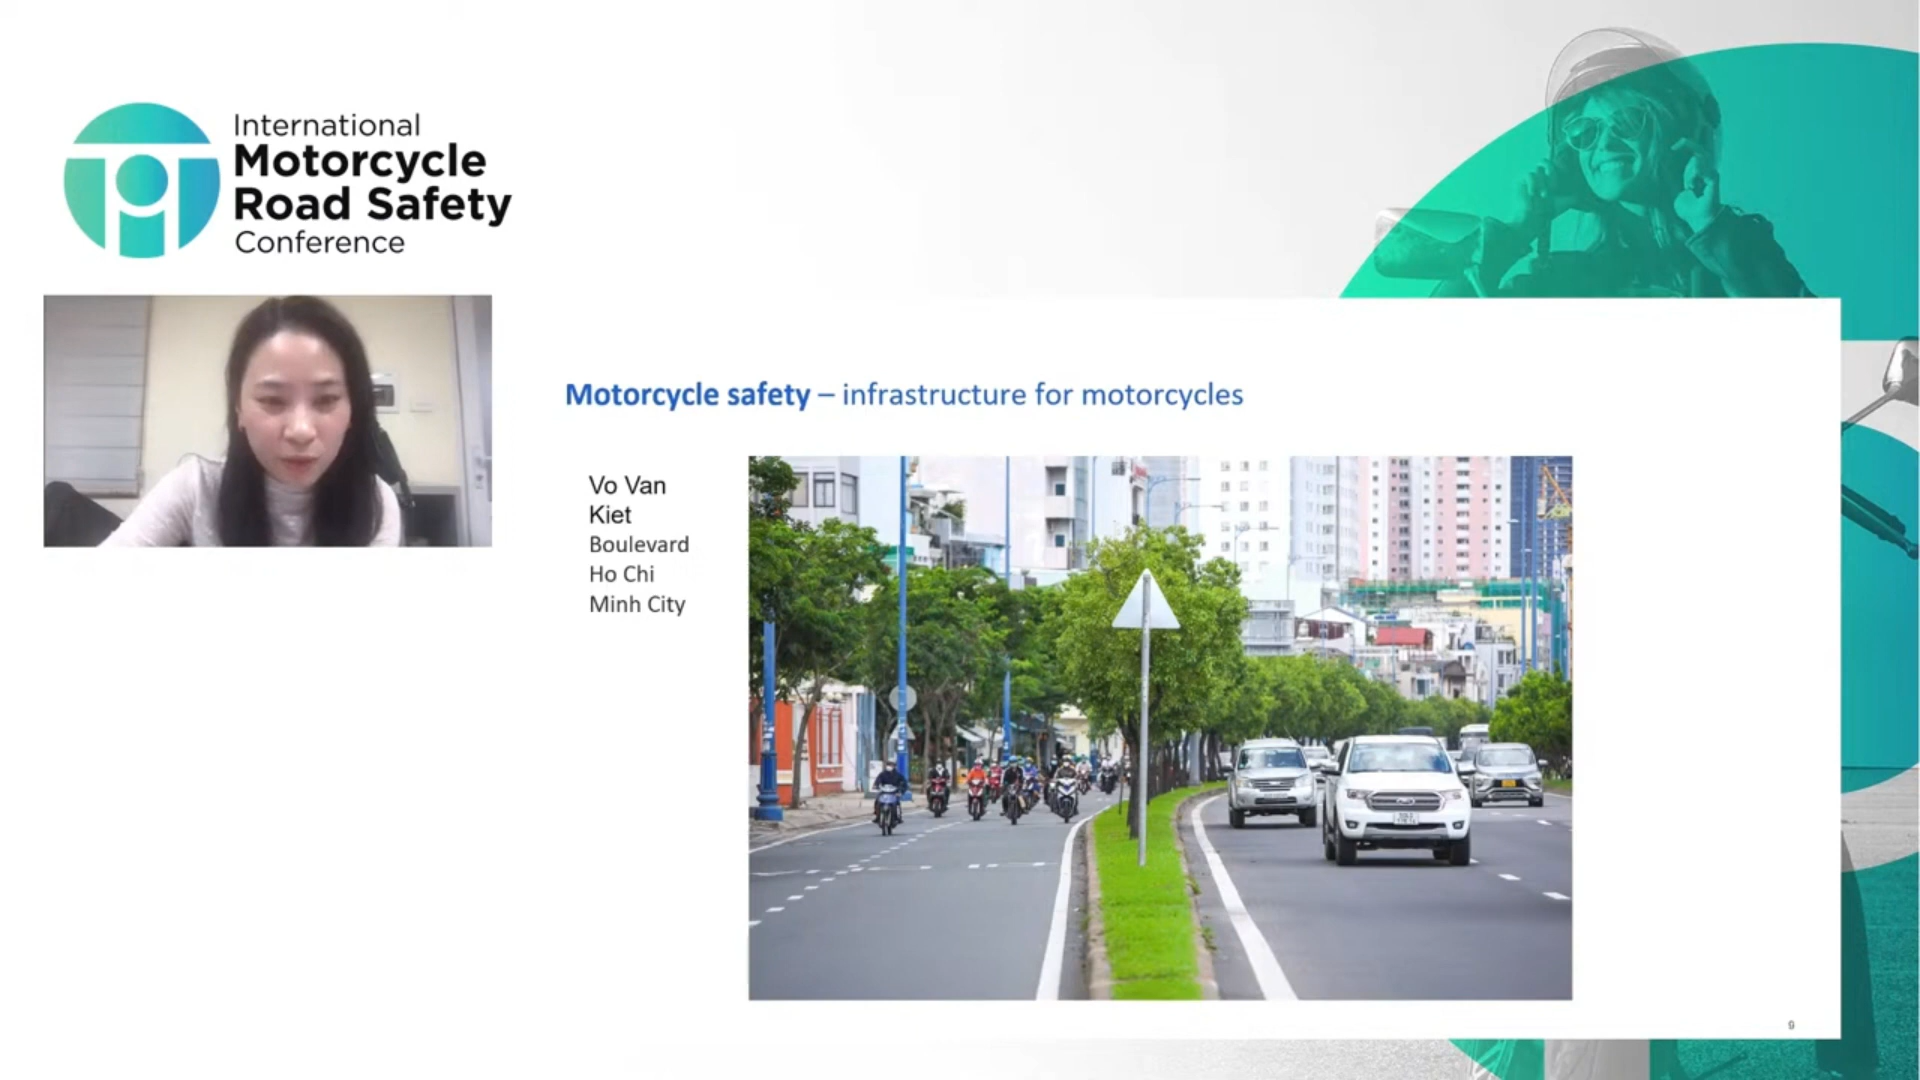 International
Motorcycle
Road Safety
Conference
Motorcycle safety – infrastructure for motorcycles
Vo Van
Kiet
Boulevard
Ho Chi
Minh City
9